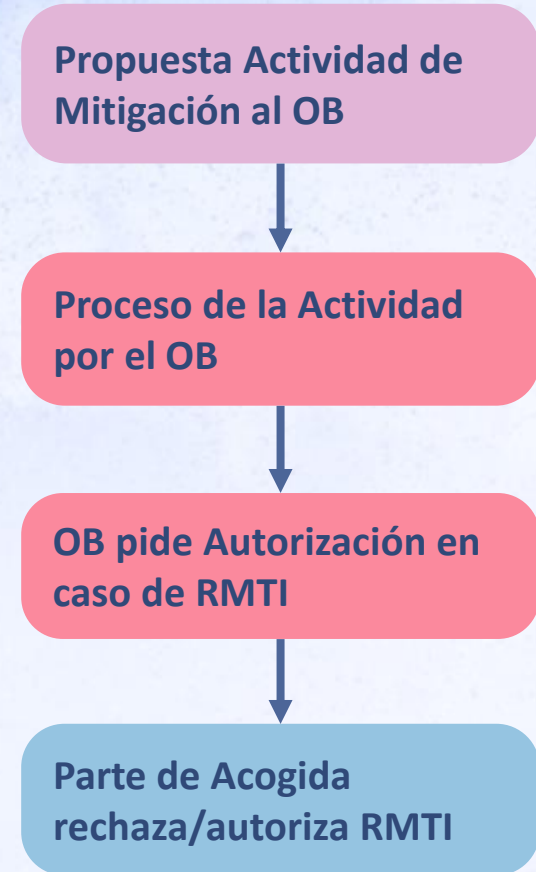 Propuesta Actividad de
Mitigación al OB
Proceso de la Actividad
por el OB
OB pide Autorización en
caso de RMTI
Parte de Acogida
rechaza/autoriza RMTI